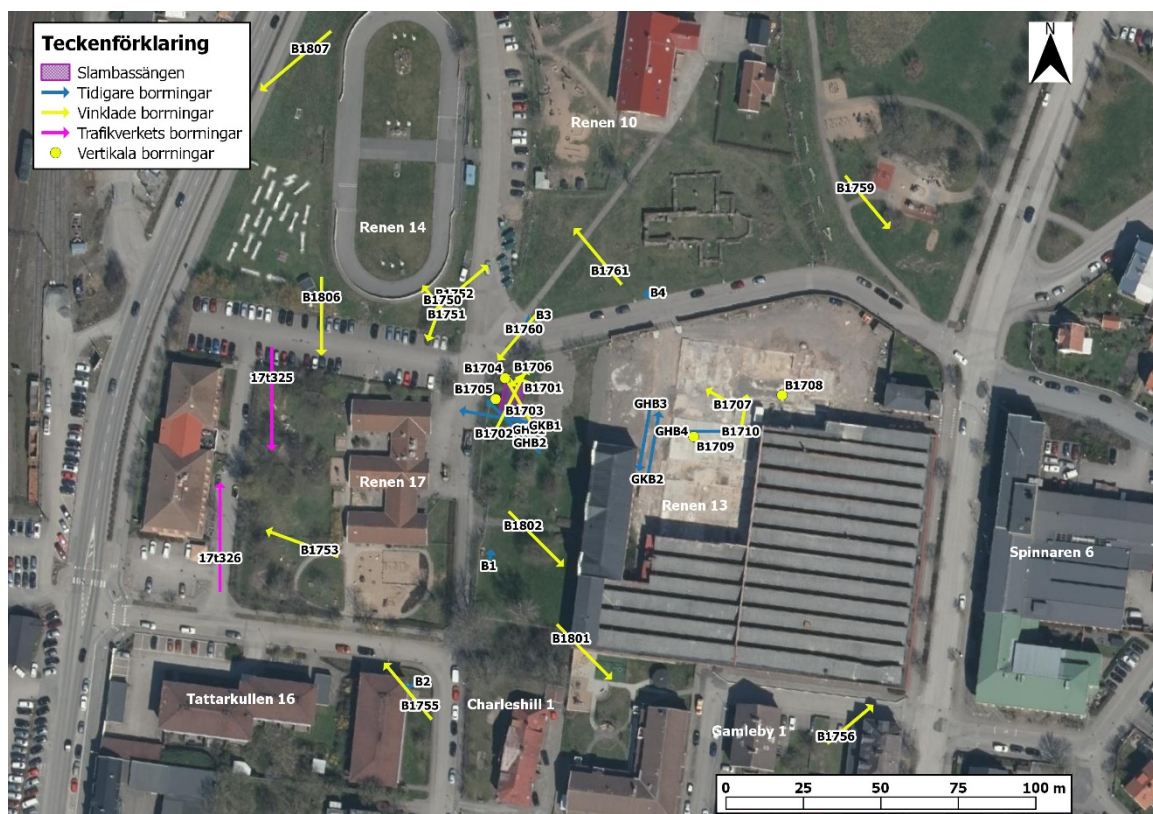 Teckenförklaring
Slambassängen
Tidigare borrningar
Vinklade borrningar
Trafikverkets borrningar
Vertikala borrningar
N
B1807
Renen 10
B1759
Renen 14
B1761
B1806
B1752
B1750
B1751
B4
B3
B1760
17t325
B1704
B1706
B1705
B1701
B1708
B1703
GHB3
B1707
GKB1
B1702
GHB1
GHB4
B1710
GHB2
B1709
Renen 17
GKB2
Renen 13
B1802
B1753
17t326
B1
Spinnaren 6
B1801
B2
Tattarkullen 16
B1755
Charleshill 1
Gamleby 1
B1756
0 25 50 75 100 m